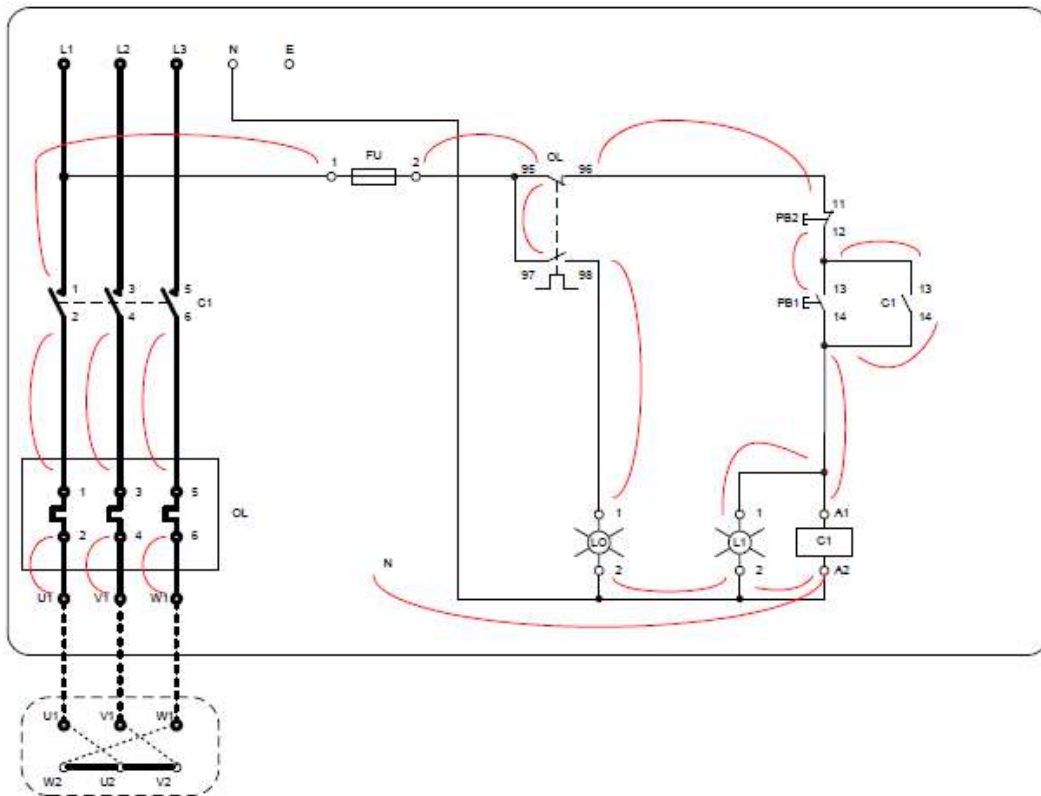 L1 L2 L3 N E
1 FU 2 95 OL 96
11
PB2
12
97 98
1 3 5 C1
2 4 6
13 13
PB1 C1
14 14
1 3 5
OL
2 4 6
1 1 A1
L0 L1 C1
N 2 2 A2
U1 V1 W1
U1 V1 W1
W2 U2 V2